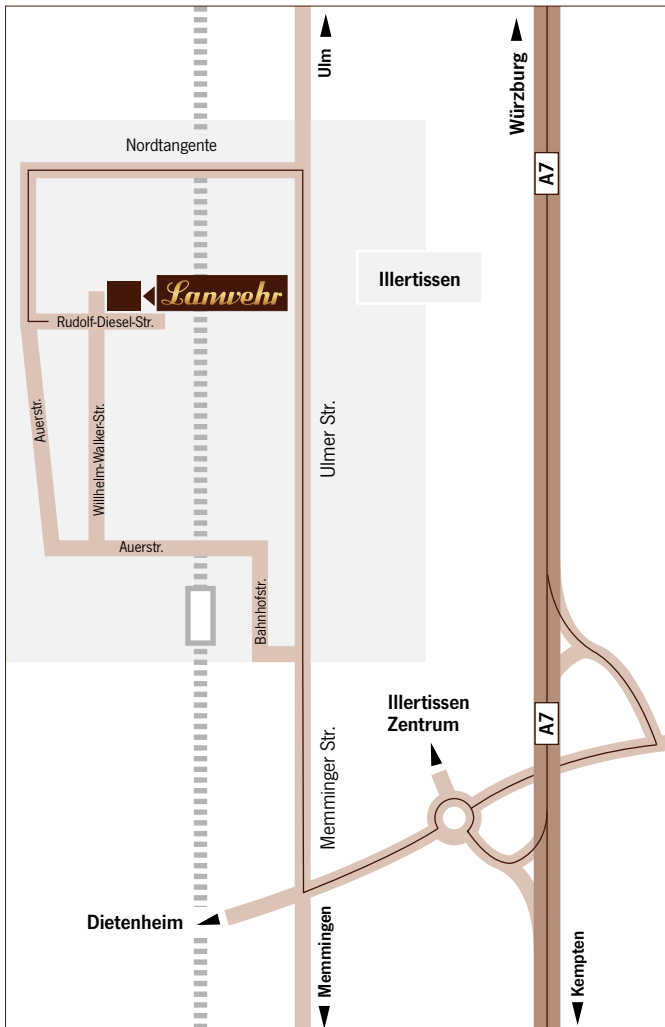 Ulm
Würzburg
Nordtangente
A7
Illertissen
Lanwehr
Rudolf-Diesel-Str.
Auerstr.
Willhelm-Walker-Str.
Ulmer Str.
Auerstr.
Bahnhofstr.
Illertissen
Zentrum
A7
Memminger Str.
Dietenheim
Memmingen
Kempten